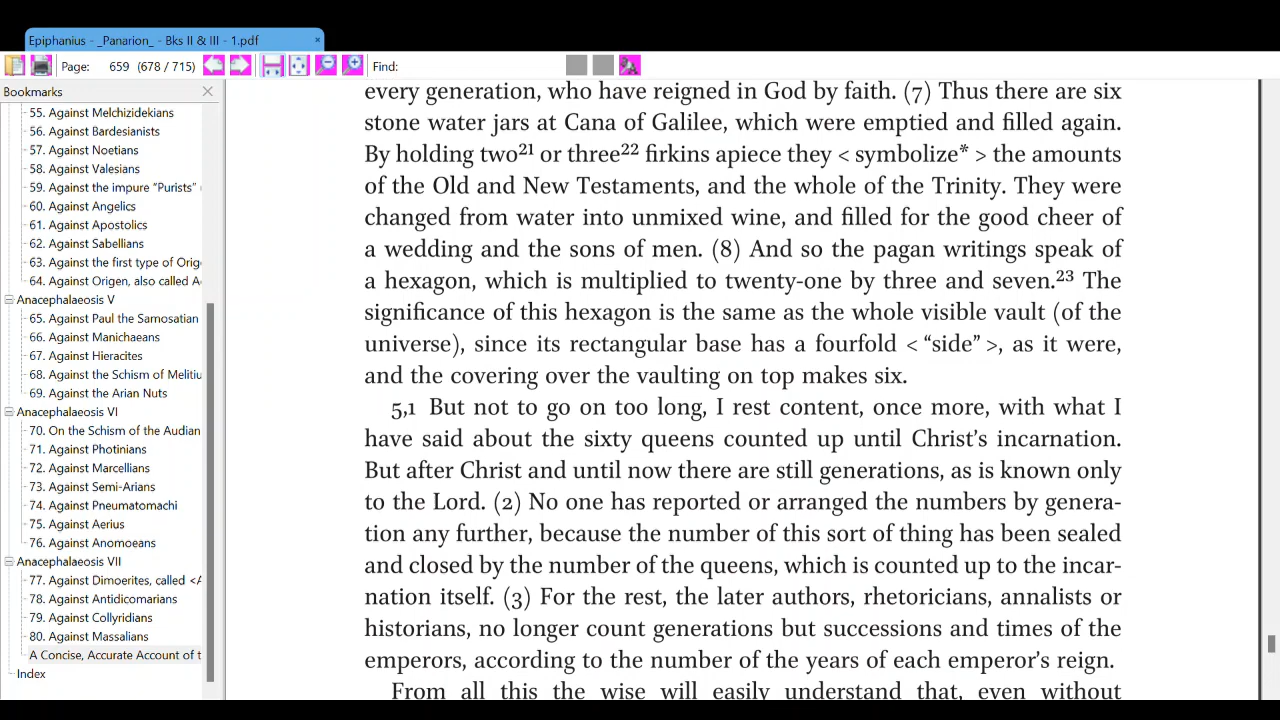 Epiphanius - _Panarion_ - Bks II & III - 1.pdf
×
Page: 659 (678 / 715)
Find:
Bookmarks
55. Against Melchizidekians
56. Against Bardesianists
57. Against Noetians
58. Against Valesians
59. Against the impure “Purists”
60. Against Angelics
61. Against Apostolics
62. Against Sabellians
63. Against the first type of Orig
64. Against Origen, also called A
Anacephalaeosis V
65. Against Paul the Samosatian
66. Against Manichaeans
67. Against Hieracites
68. Against the Schism of Melitiu
69. Against the Arian Nuts
Anacephalaeosis VI
70. On the Schism of the Audian
71. Against Photinians
72. Against Marcellians
73. Against Semi-Arians
74. Against Pneumatomachi
75. Against Aerius
76. Against Anomoeans
Anacephalaeosis VII
77. Against Dimoerites, called <A
78. Against Antidicomarians
79. Against Collyridians
80. Against Massalians
A Concise, Accurate Account of t
Index
every generation, who have reigned in God by faith. (7) Thus there are six
stone water jars at Cana of Galilee, which were emptied and filled again.
By holding two21 or three22 firkins apiece they < symbolize* > the amounts
of the Old and New Testaments, and the whole of the Trinity. They were
changed from water into unmixed wine, and filled for the good cheer of
a wedding and the sons of men. (8) And so the pagan writings speak of
a hexagon, which is multiplied to twenty-one by three and seven.23 The
significance of this hexagon is the same as the whole visible vault (of the
universe), since its rectangular base has a fourfold < “side” >, as it were,
and the covering over the vaulting on top makes six.
5,1 But not to go on too long, I rest content, once more, with what I
have said about the sixty queens counted up until Christ’s incarnation.
But after Christ and until now there are still generations, as is known only
to the Lord. (2) No one has reported or arranged the numbers by genera-
tion any further, because the number of this sort of thing has been sealed
and closed by the number of the queens, which is counted up to the incar-
nation itself. (3) For the rest, the later authors, rhetoricians, annalists or
historians, no longer count generations but successions and times of the
emperors, according to the number of the years of each emperor’s reign.
From all this the wise will easily understand that, even without